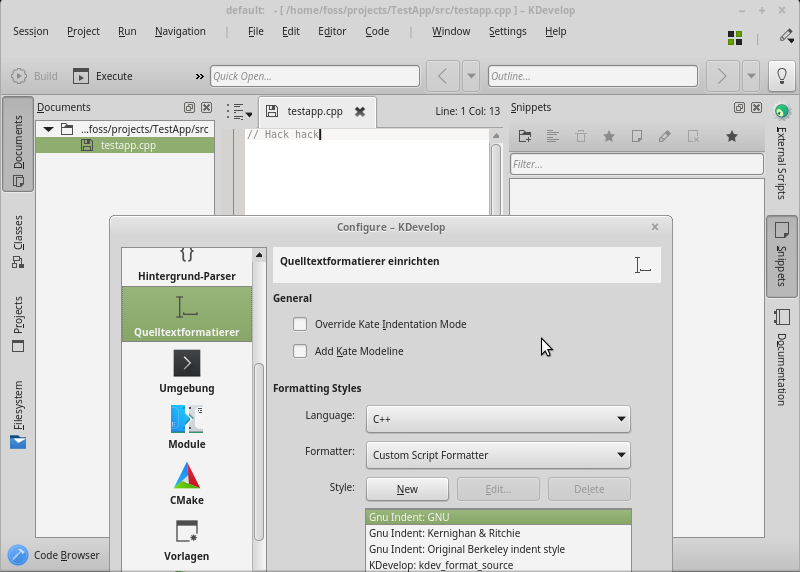 default:  - [ /home/foss/projects/TestApp/src/testapp.cpp ] – KDevelop
Session Project Run Navigation | File Edit Editor Code | Window Settings Help
Build Execute » Quick Open... Outline...
Documents
testapp.cpp
Line: 1 Col: 13
Snippets
...foss/projects/TestApp/src
testapp.cpp
// Hack hack
Filter...
Documents
Classes
Projects
Filesystem
External Scripts
Snippets
Documentation
Configure – KDevelop
{}
Hintergrund-Parser
Quelltextformatierer
Umgebung
Module
CMake
Vorlagen
Quelltextformatierer einrichten
General
Override Kate Indentation Mode
Add Kate Modeline
Formatting Styles
Language: C++
Formatter: Custom Script Formatter
Style: New Edit... Delete
Gnu Indent: GNU
Gnu Indent: Kernighan & Ritchie
Gnu Indent: Original Berkeley indent style
KDevelop: kdev_format_source
Code Browser